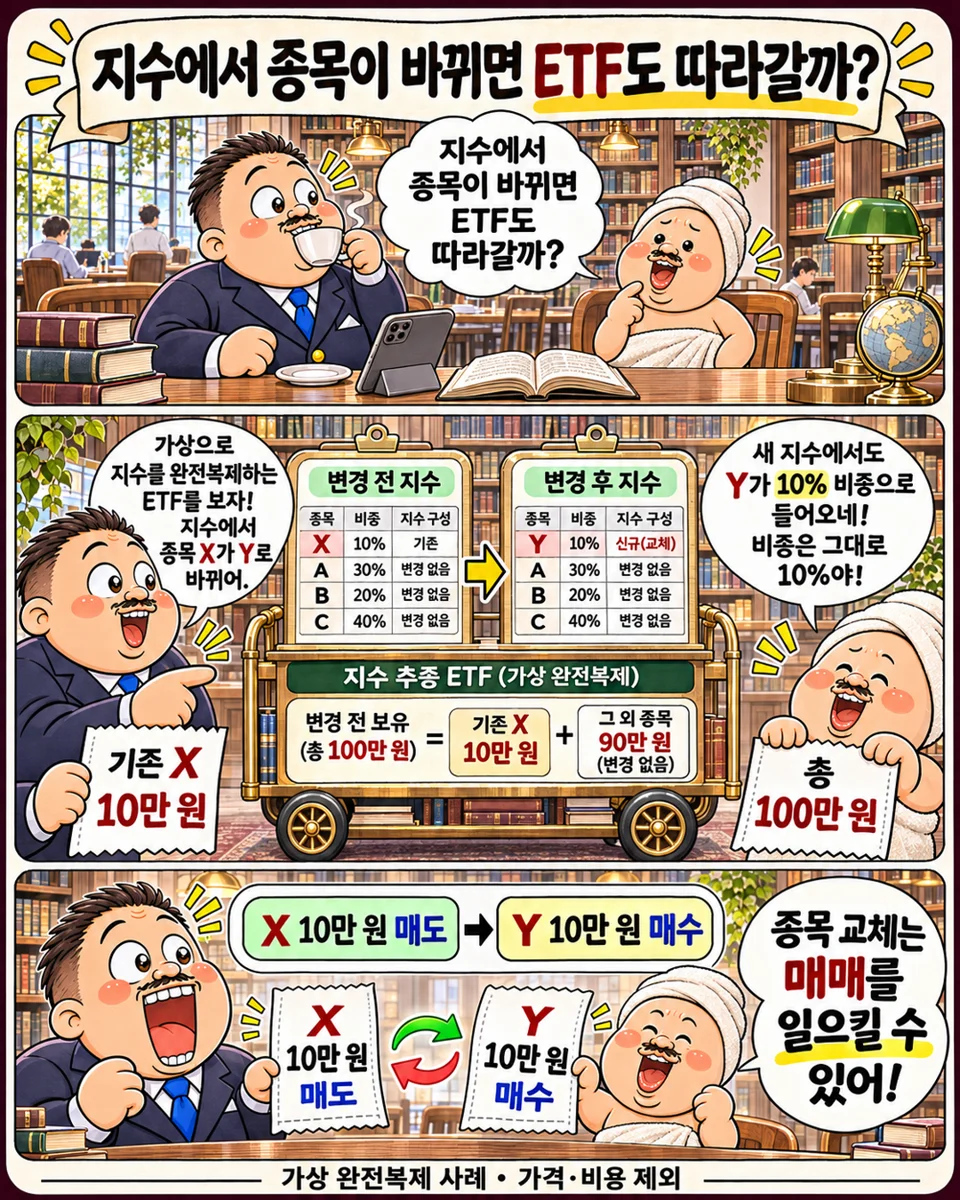 지수에서 종목이 바뀌면 ETF도 따라갈까?
지수에서
종목이 바뀌면
ETF도
따라갈까?
가상으로
지수를 완전복제하는
ETF를 보자!
지수에서
종목 X가 Y로
바뀌어.
변경 전 지수
종목 비중 지수 구성
X 10% 기존
A 30% 변경 없음
B 20% 변경 없음
C 40% 변경 없음
변경 후 지수
종목 비중 지수 구성
Y 10% 신규(교체)
A 30% 변경 없음
B 20% 변경 없음
C 40% 변경 없음
새 지수에서도
Y가 10% 비중으로
들어오네!
비중은 그대로
10%야!
지수 추종 ETF (가상 완전복제)
변경 전 보유
(총 100만 원)
=
기존 X
10만 원
+
그 외 종목
90만 원
(변경 없음)
기존 X
10만 원
총
100만 원
X 10만 원 매도
Y 10만 원 매수
X
10만 원
매도
Y
10만 원
매수
종목 교체는
매매를
일으킬 수
있어!
가상 완전복제 사례 • 가격·비용 제외